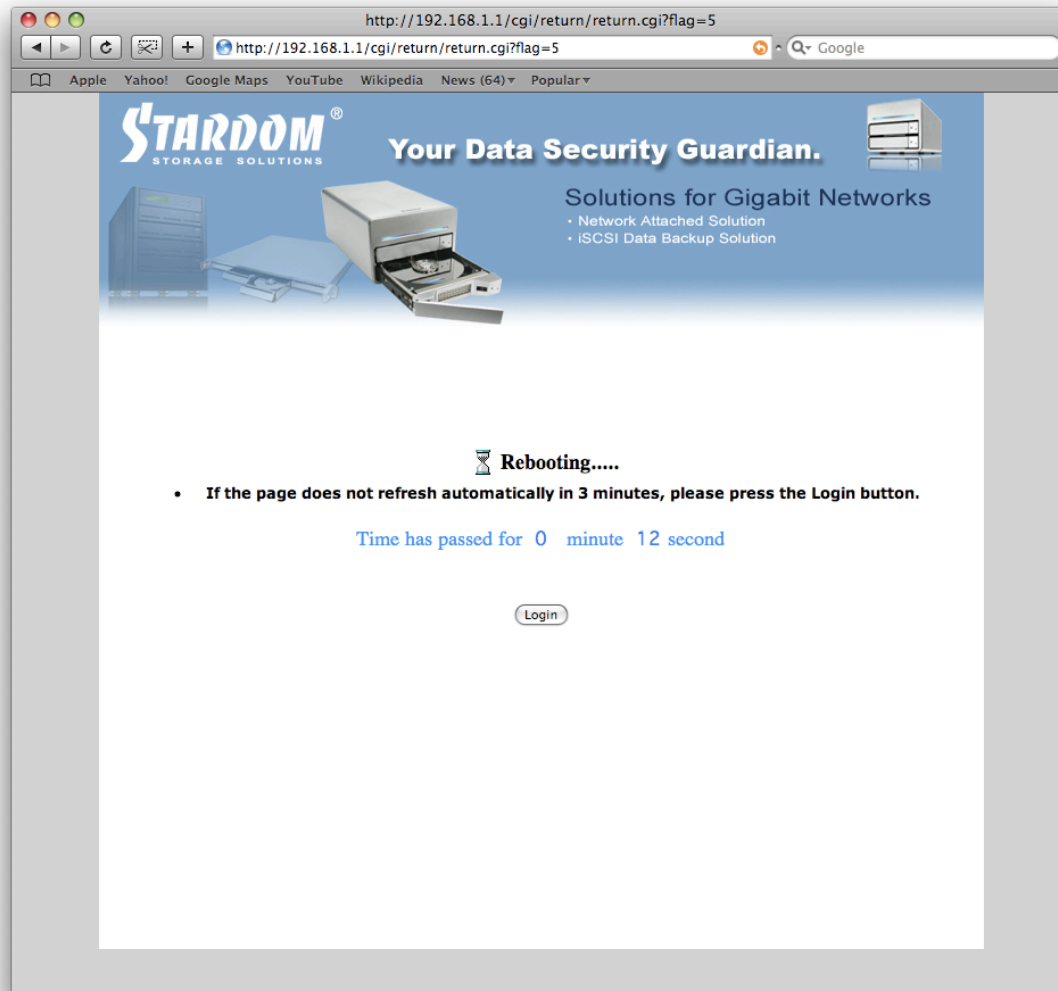 http://192.168.1.1/cgi/return/return.cgi?flag=5
http://192.168.1.1/cgi/return/return.cgi?flag=5
Google
Apple Yahoo! Google Maps YouTube Wikipedia News (64) Popular
STARDOM®
STORAGE SOLUTIONS
Your Data Security Guardian.
Solutions for Gigabit Networks
· Network Attached Solution
· iSCSI Data Backup Solution
Rebooting.....
• If the page does not refresh automatically in 3 minutes, please press the Login button.
Time has passed for 0 minute 12 second
Login